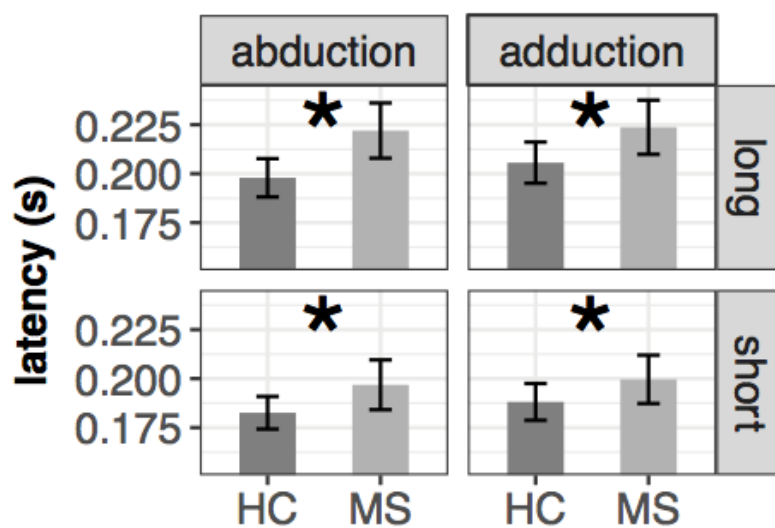 abduction
adduction
latency (s)
0.225
0.200
0.175
*
*
long
0.225
0.200
0.175
*
*
short
HC
MS
HC
MS